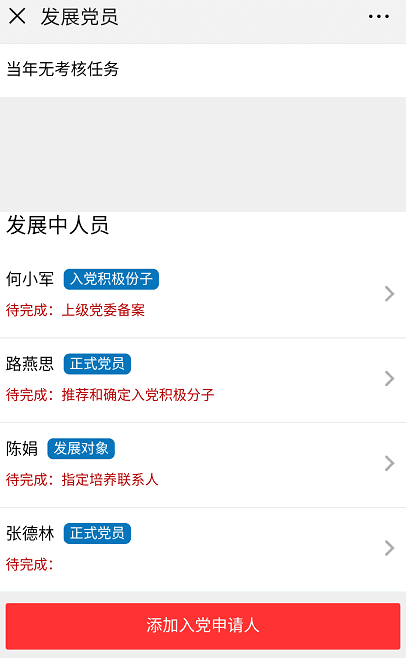 发展党员
当年无考核任务
发展中人员
何小军 入党积极份子
待完成：上级党委备案
路燕思 正式党员
待完成：推荐和确定入党积极分子
陈娟 发展对象
待完成：指定培养联系人
张德林 正式党员
待完成：
添加入党申请人